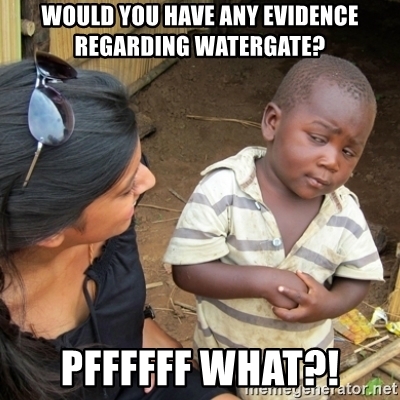 WOULD YOU HAVE ANY EVIDENCE
REGARDING WATERGATE?
PFFFFFF WHAT?!
memegenerator.net